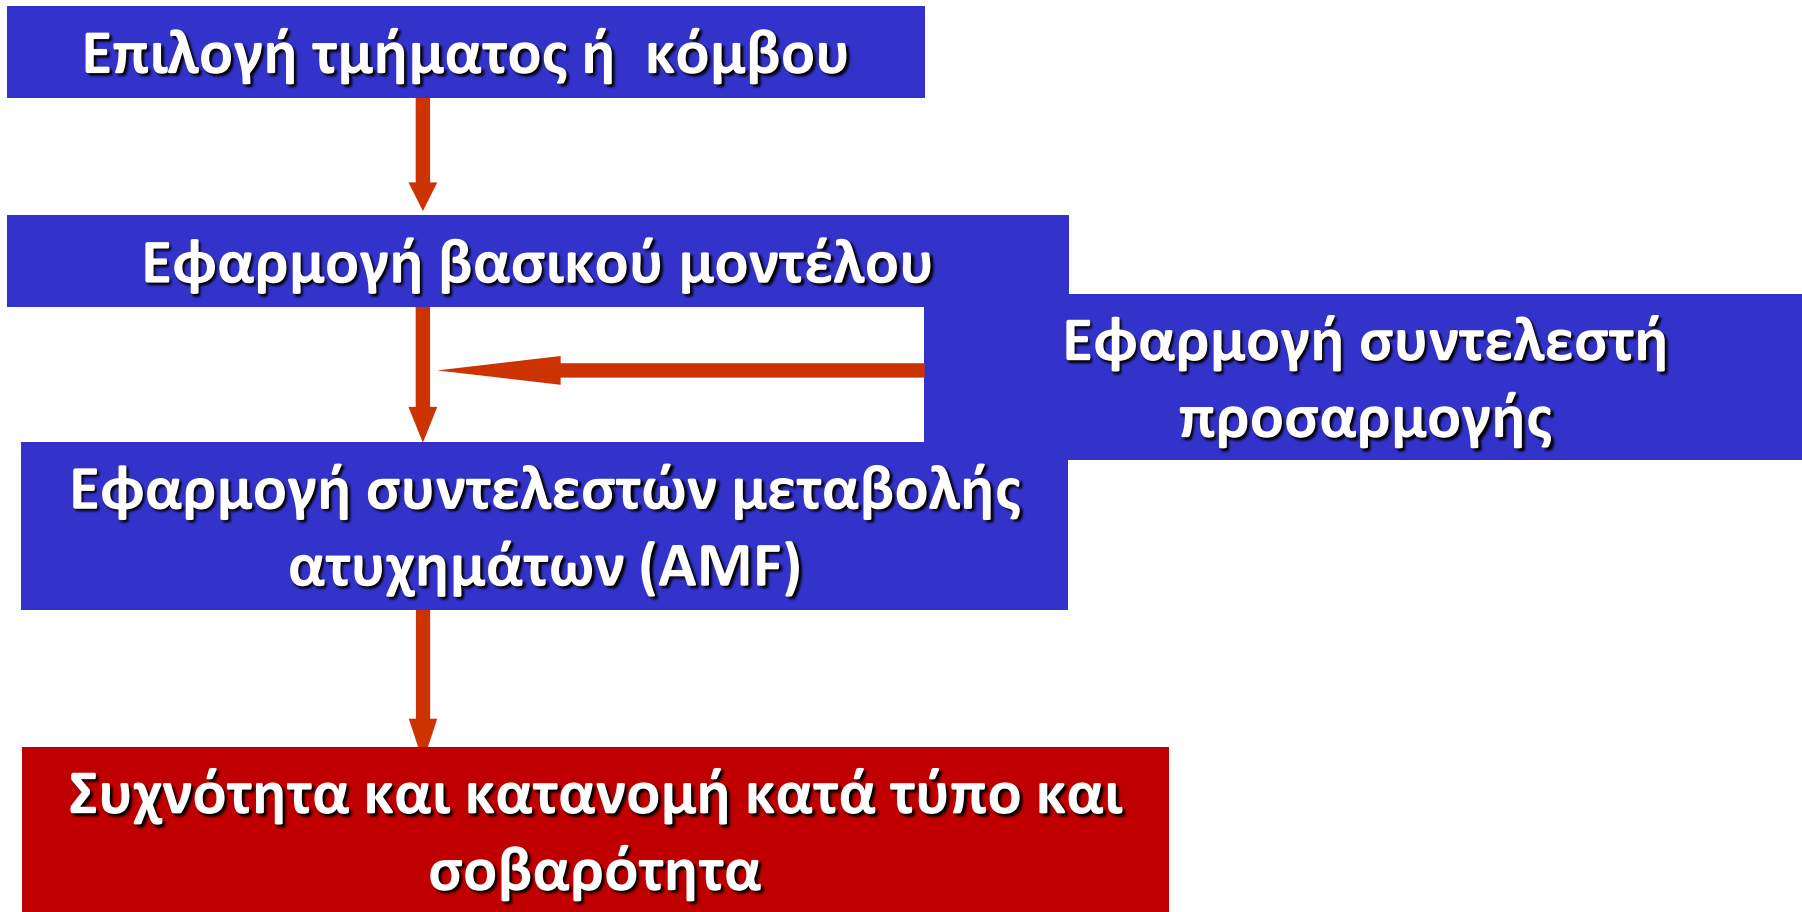 Επιλογή τμήματος ή  κόμβου
Εφαρμογή βασικού μοντέλου
Εφαρμογή συντελεστή
προσαρμογής
Εφαρμογή συντελεστών μεταβολής
ατυχημάτων (AMF)
Συχνότητα και κατανομή κατά τύπο και
σοβαρότητα